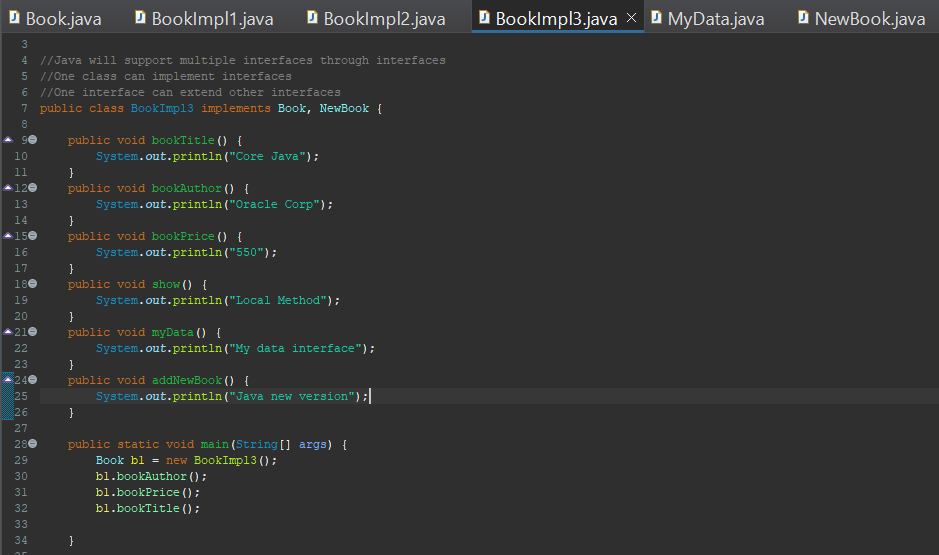 Book.java BookImpl1.java BookImpl2.java BookImpl3.java MyData.java NewBook.java
3
4 //Java will support multiple interfaces through interfaces
5 //One class can implement interfaces
6 //One interface can extend other interfaces
7 public class BookImpl3 implements Book, NewBook {
8
9 public void bookTitle() {
10 System.out.println("Core Java");
11 }
12 public void bookAuthor() {
13 System.out.println("Oracle Corp");
14 }
15 public void bookPrice() {
16 System.out.println("550");
17 }
18 public void show() {
19 System.out.println("Local Method");
20 }
21 public void myData() {
22 System.out.println("My data interface");
23 }
24 public void addNewBook() {
25 System.out.println("Java new version");
26 }
27
28 public static void main(String[] args) {
29 Book bl = new BookImpl3();
30 bl.bookAuthor();
31 bl.bookPrice();
32 bl.bookTitle();
33
34 }